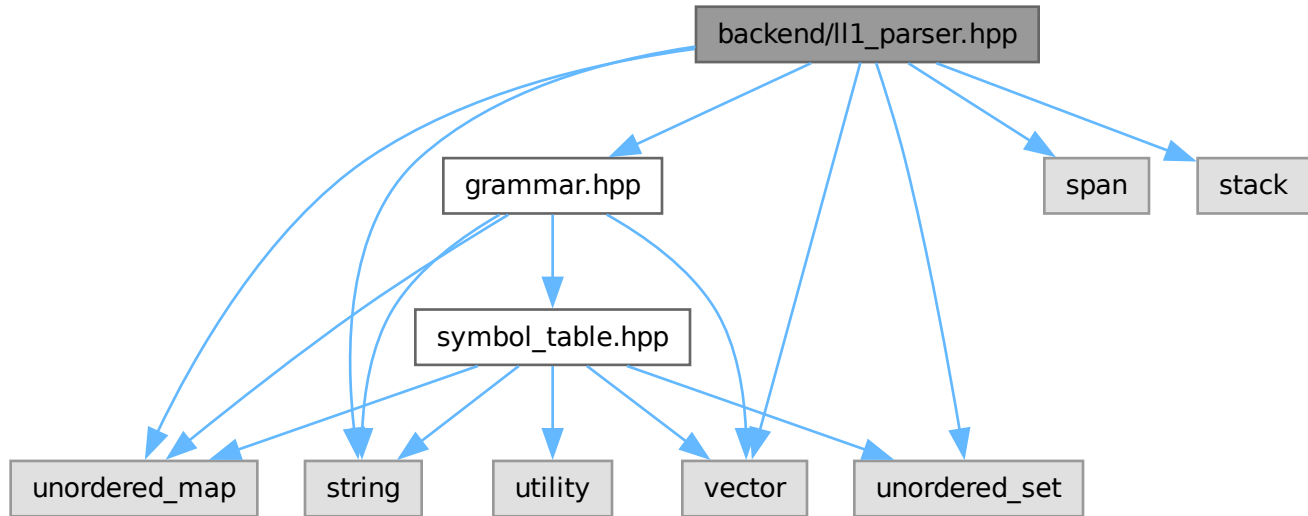 backend/ll1_parser.hpp
grammar.hpp
span
stack
symbol_table.hpp
unordered_map
string
utility
vector
unordered_set